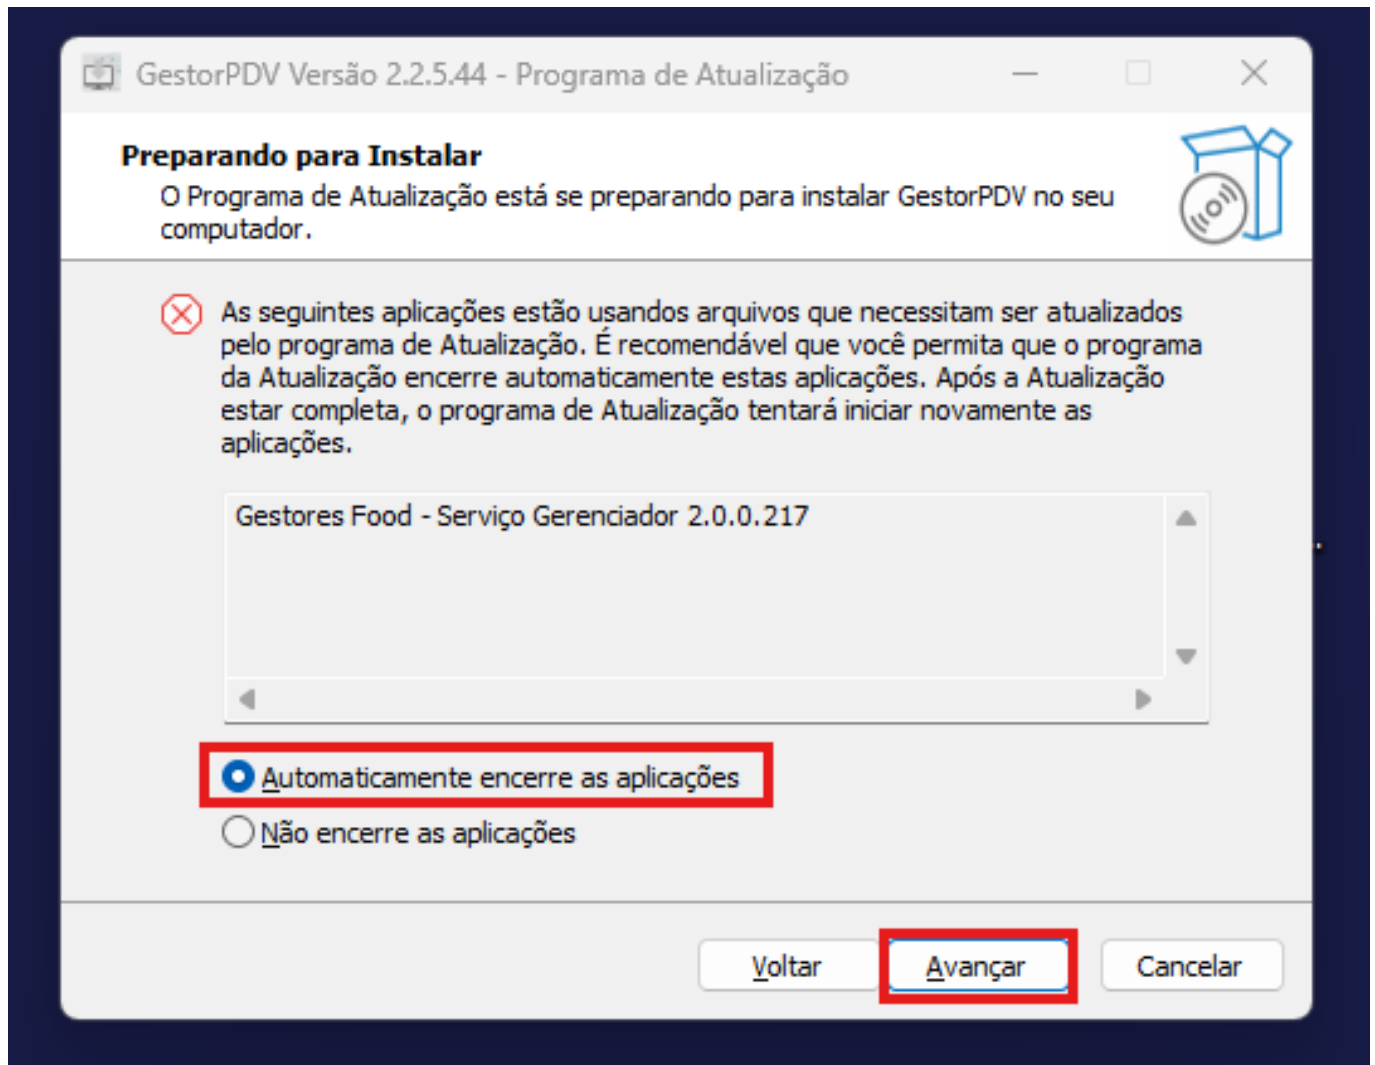 GestorPDV Versão 2.2.5.44 - Programa de Atualização
Preparando para Instalar
O Programa de Atualização está se preparando para instalar GestorPDV no seu
computador.
As seguintes aplicações estão usandos arquivos que necessitam ser atualizados
pelo programa de Atualização. É recomendável que você permita que o programa
da Atualização encerre automaticamente estas aplicações. Após a Atualização
estar completa, o programa de Atualização tentará iniciar novamente as
aplicações.
Gestores Food - Serviço Gerenciador 2.0.0.217
Automaticamente encerre as aplicações
Não encerre as aplicações
Voltar Avançar Cancelar